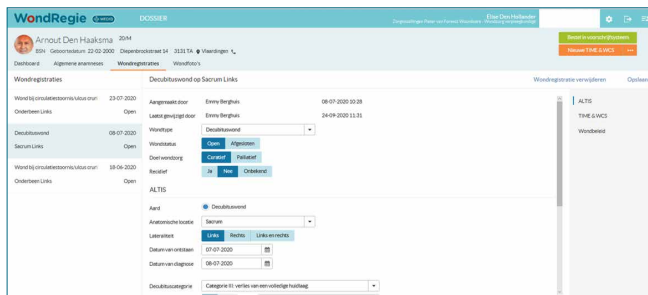 WondRegie
DOSSIER
Elise Den Hollander
Arnout Den Haaksma 20/M
BSN Geboortedatum 22-02-2000 Diepenbrockstraat 14 3131TA Vlaardingen
Bestel in voorschrijfsysteem
Nieuwe TIME & WCS
Dashboard Algemene anamneses Wondregistraties Wondfoto's
Wondregistraties
Decubituswond op Sacrum Links
Wondregistratie verwijderen Opslaan
Wond bij circulatiestoornis/ulcus cruri 23-07-2020
Onderbeen Links Open
Decubituswond 08-07-2020
Sacrum Links Open
Wond bij circulatiestoornis/ulcus cruri 18-06-2020
Onderbeen Links Open
Aangemaakt door Emmy Berghuis 08-07-2020 10:28
Laatst gewijzigd door Emmy Berghuis 24-09-2020 11:31
Wondtype Decubituswond
Wondstatus Open Afgesloten
Doel wondzorg Curatief Palliatief
Recidief Ja Nee Onbekend
ALTIS
Aard Decubituswond
Anatomische locatie Sacrum
Lateraliteit Links Rechts Links en rechts
Datum van ontstaan 07-07-2020
Datum van diagnose 08-07-2020
Decubituscategorie Categorie III: verlies van een volledige huidlaag
ALTIS
TIME & WCS
Wondbeleid